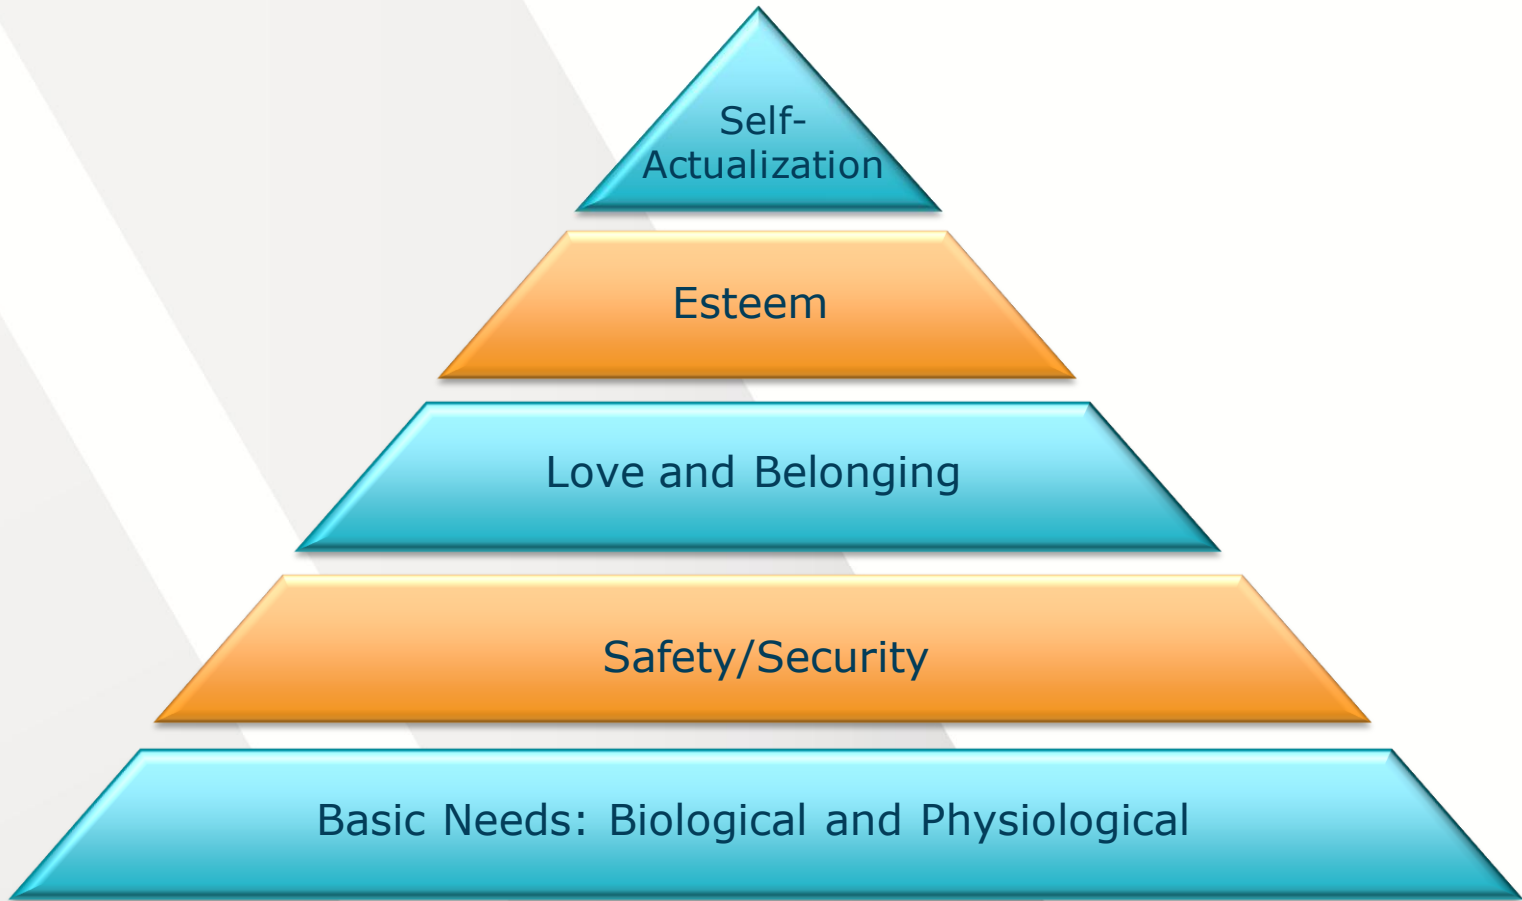 Self-
Actualization
Esteem
Love and Belonging
Safety/Security
Basic Needs: Biological and Physiological